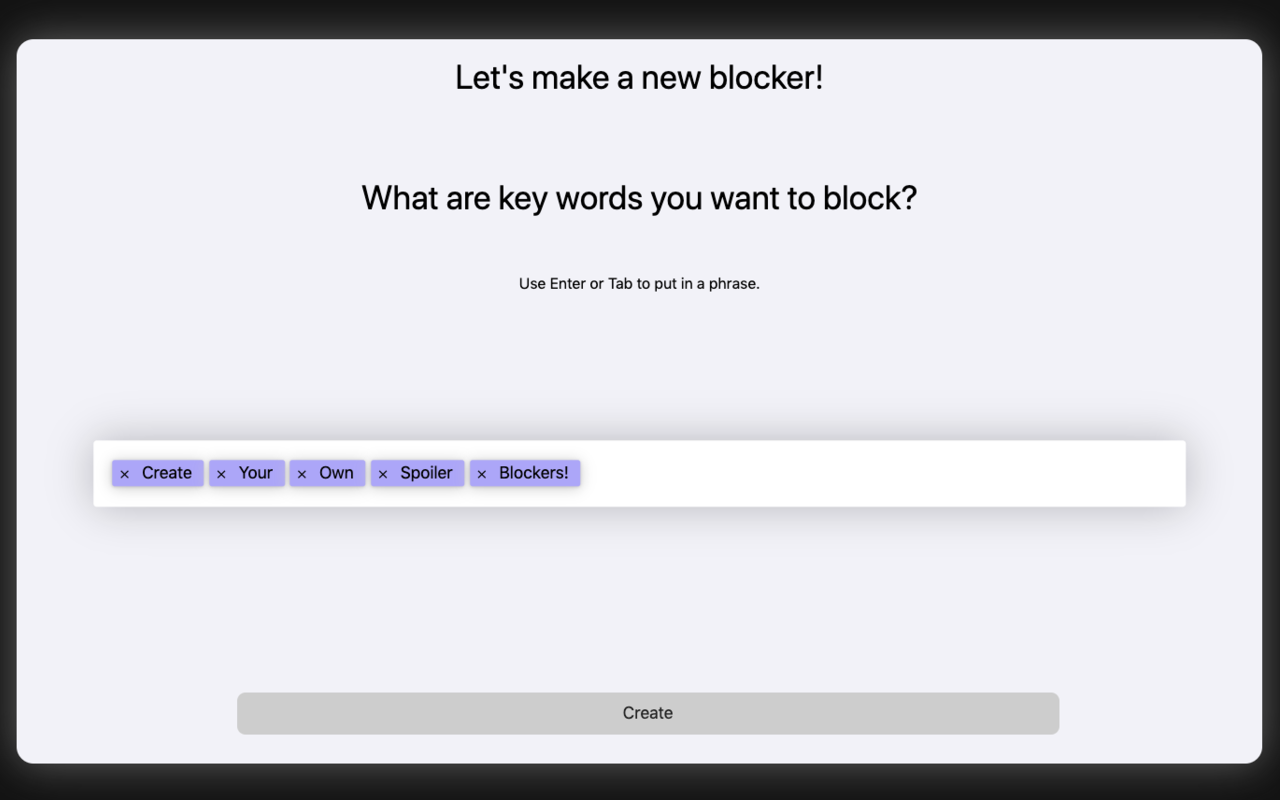 Let's make a new blocker!
What are key words you want to block?
Use Enter or Tab to put in a phrase.
× Create × Your × Own × Spoiler × Blockers!
Create